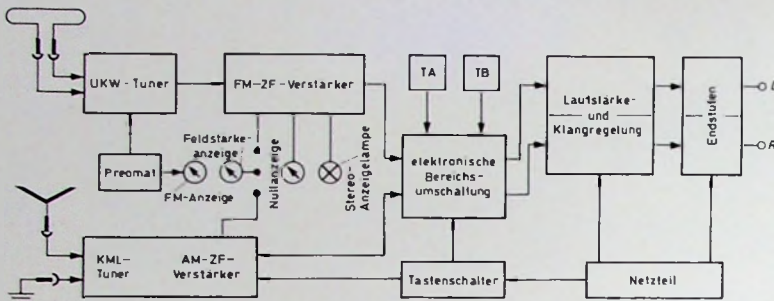 UKW-Tuner
FM-ZF-Verstärker
TA
TB
Lautstärke-
und
Klangregelung
Endstufen
L
R
Preomat
Feldstärke-
anzeige
FM-Anzeige
Nullanzeige
Stereo-
Anzeigelampe
elektronische
Bereichs-
umschaltung
KML-
Tuner
AM-ZF-
Verstärker
Tastenschalter
Netzteil